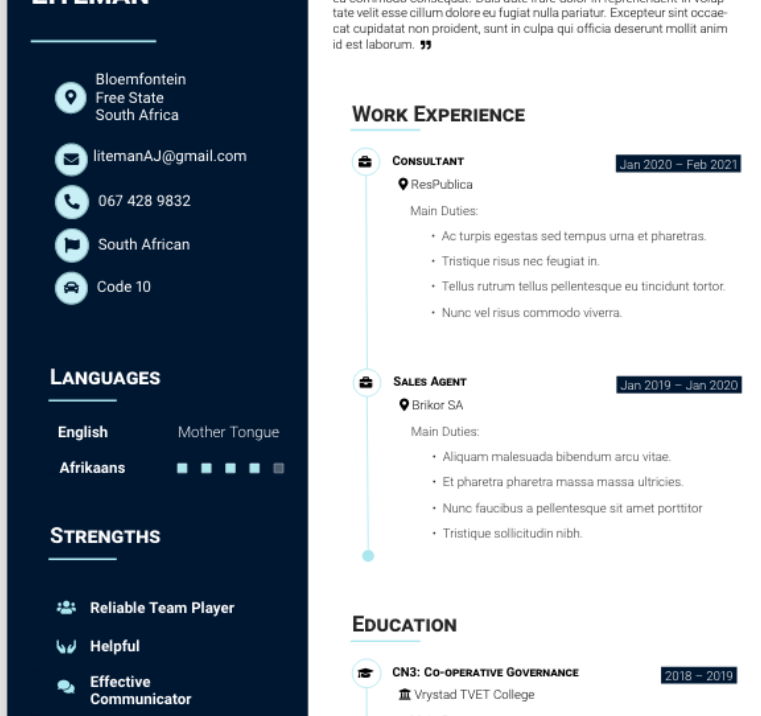 LITEMAN
Bloemfontein
Free State
South Africa
litemanAJ@gmail.com
067 428 9832
South African
Code 10
LANGUAGES
English Mother Tongue
Afrikaans
STRENGTHS
Reliable Team Player
Helpful
Effective
Communicator
ea commodo consequat. Duis aute irure dolor in reprehenderit in volup-
tate velit esse cillum dolore eu fugiat nulla pariatur. Excepteur sint occae-
cat cupidatat non proident, sunt in culpa qui officia deserunt mollit anim
id est laborum. ❞
WORK EXPERIENCE
CONSULTANT Jan 2020 – Feb 2021
ResPublica
Main Duties:
• Ac turpis egestas sed tempus urna et pharetras.
• Tristique risus nec feugiat in.
• Tellus rutrum tellus pellentesque eu tincidunt tortor.
• Nunc vel risus commodo viverra.
SALES AGENT Jan 2019 – Jan 2020
Brikor SA
Main Duties:
• Aliquam malesuada bibendum arcu vitae.
• Et pharetra pharetra massa massa ultricies.
• Nunc faucibus a pellentesque sit amet porttitor
• Tristique sollicitudin nibh.
EDUCATION
CN3: CO-OPERATIVE GOVERNANCE 2018 – 2019
Vrystad TVET College